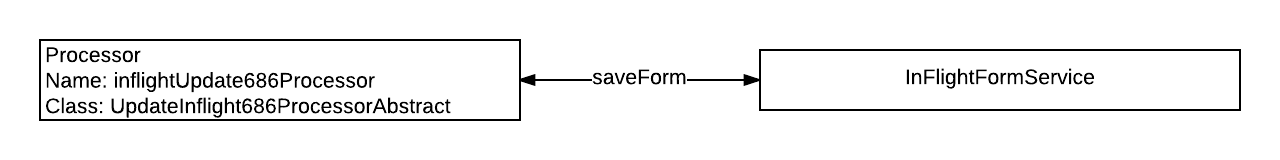 Processor
Name: inflightUpdate686Processor
Class: UpdateInflight686ProcessorAbstract
saveForm
InFlightFormService